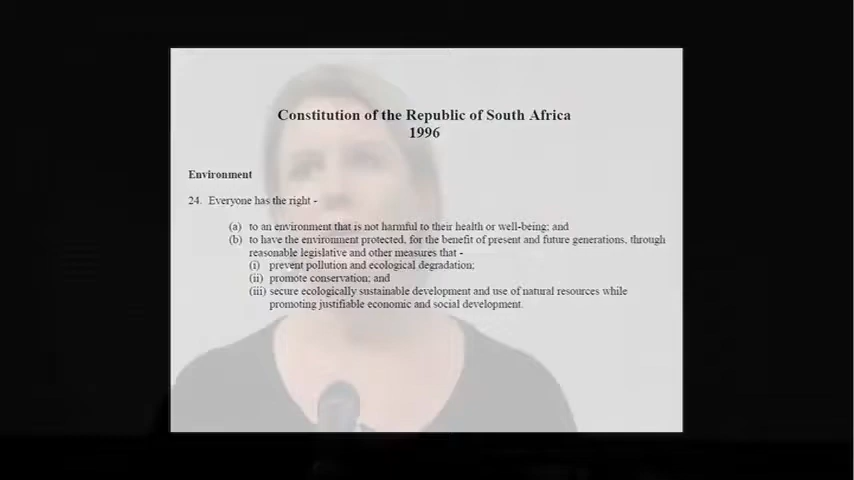 Constitution of the Republic of South Africa
1996
Environment
24. Everyone has the right -
(a) to an environment that is not harmful to their health or well-being; and
(b) to have the environment protected, for the benefit of present and future generations, through
reasonable legislative and other measures that -
(i) prevent pollution and ecological degradation;
(ii) promote conservation; and
(iii) secure ecologically sustainable development and use of natural resources while
promoting justifiable economic and social development.